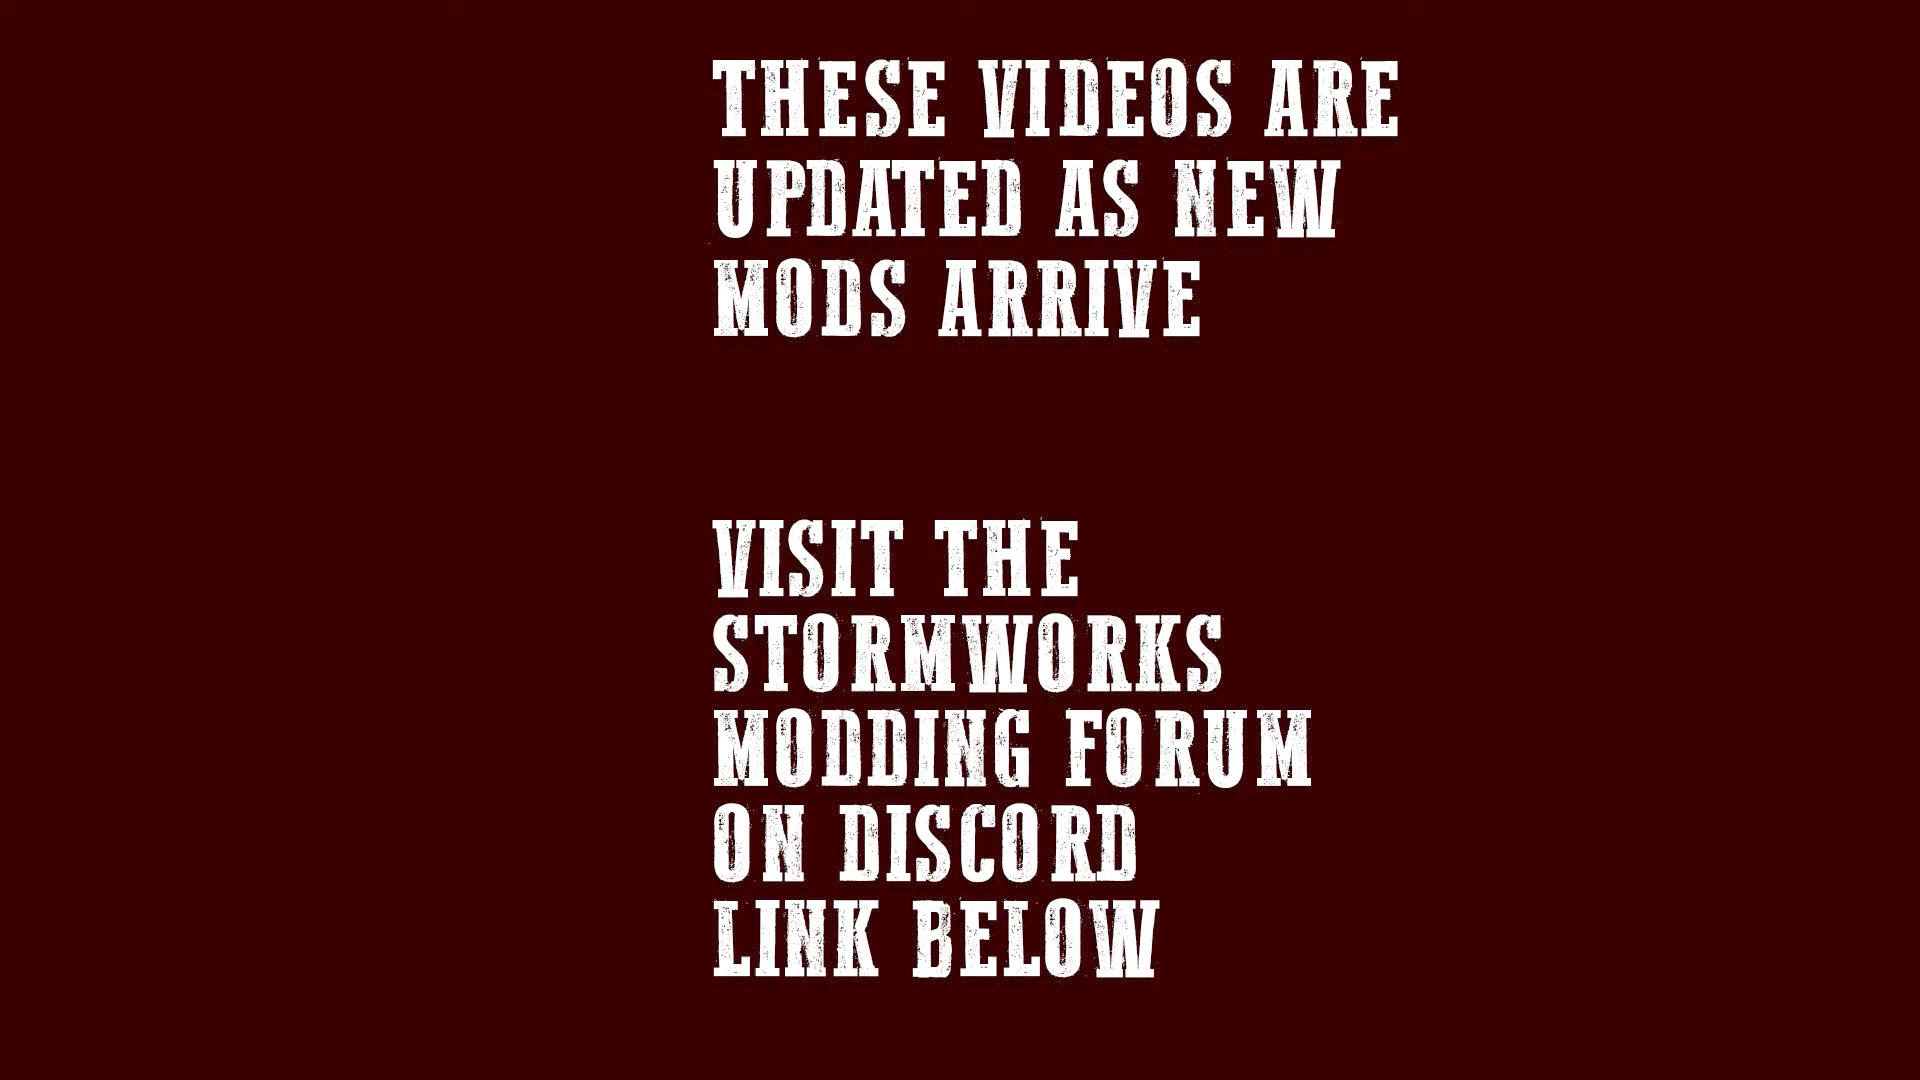 THESE VIDEOS ARE
UPDATED AS NEW
MODS ARRIVE
VISIT THE
STORMWORKS
MODDING FORUM
ON DISCORD
LINK BELOW